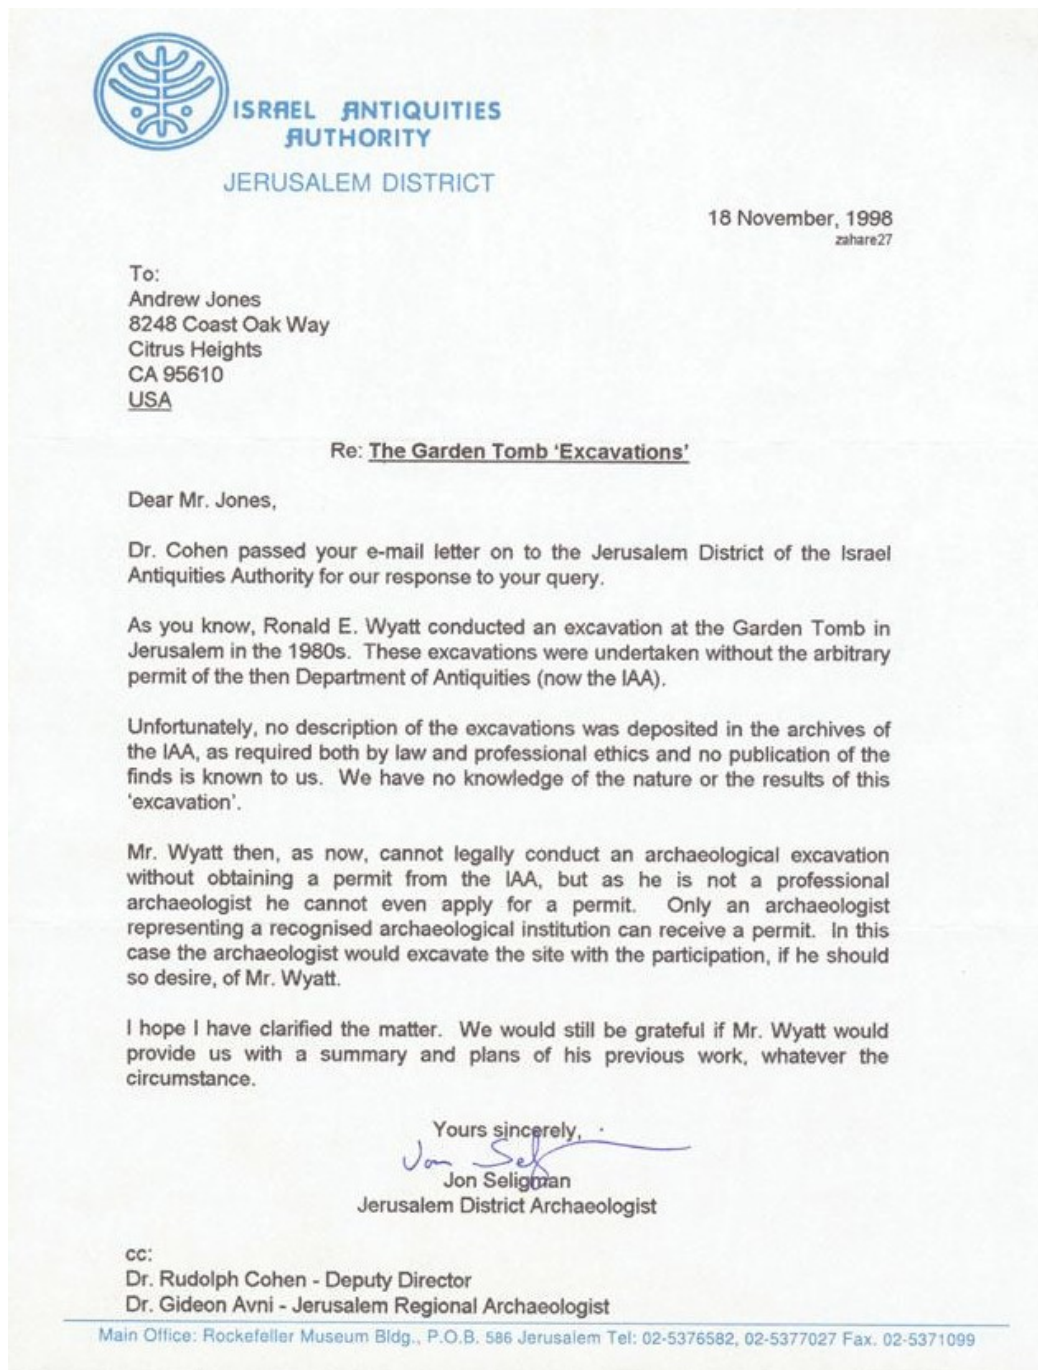 ISRAEL ANTIQUITIES
AUTHORITY
JERUSALEM DISTRICT
18 November, 1998
zahare27
To:
Andrew Jones
8248 Coast Oak Way
Citrus Heights
CA 95610
USA
Re: The Garden Tomb 'Excavations'
Dear Mr. Jones,
Dr. Cohen passed your e-mail letter on to the Jerusalem District of the Israel
Antiquities Authority for our response to your query.
As you know, Ronald E. Wyatt conducted an excavation at the Garden Tomb in
Jerusalem in the 1980s. These excavations were undertaken without the arbitrary
permit of the then Department of Antiquities (now the IAA).
Unfortunately, no description of the excavations was deposited in the archives of
the IAA, as required both by law and professional ethics and no publication of the
finds is known to us. We have no knowledge of the nature or the results of this
'excavation'.
Mr. Wyatt then, as now, cannot legally conduct an archaeological excavation
without obtaining a permit from the IAA, but as he is not a professional
archaeologist he cannot even apply for a permit. Only an archaeologist
representing a recognised archaeological institution can receive a permit. In this
case the archaeologist would excavate the site with the participation, if he should
so desire, of Mr. Wyatt.
I hope I have clarified the matter. We would still be grateful if Mr. Wyatt would
provide us with a summary and plans of his previous work, whatever the
circumstance.
Yours sincerely,
Jon Sel
Jon Seligman
Jerusalem District Archaeologist
cc:
Dr. Rudolph Cohen - Deputy Director
Dr. Gideon Avni - Jerusalem Regional Archaeologist
Main Office: Rockefeller Museum Bldg., P.O.B. 586 Jerusalem Tel: 02-5376582, 02-5377027 Fax. 02-5371099